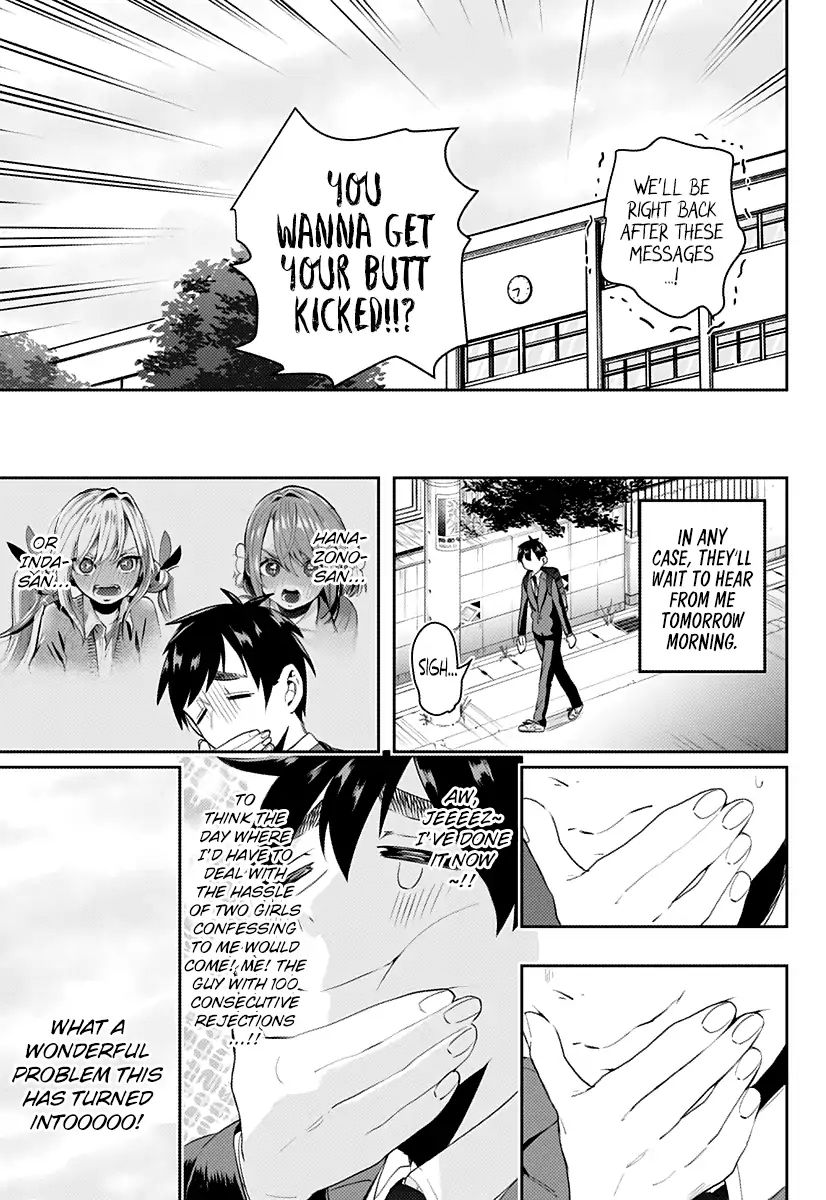 WE'LL BE
RIGHT BACK
AFTER THESE
MESSAGES
...!
YOU
WANNA GET
YOUR BUTT
KICKED!!?
IN ANY
CASE, THEY'LL
WAIT TO HEAR
FROM ME
TOMORROW
MORNING.
SIGH...
HANA-
ZONO-
SAN...
OR
INDA-
SAN...
AW,
JEEEEZ~
I'VE DONE
IT NOW
~!!
TO
THINK THE
DAY WHERE
I'D HAVE TO
DEAL WITH
THE HASSLE
OF TWO GIRLS
CONFESSING
TO ME WOULD
COME! ME! THE
GUY WITH 100
CONSECUTIVE
REJECTIONS
...!!
WHAT A
WONDERFUL
PROBLEM THIS
HAS TURNED
INTOOOOO!